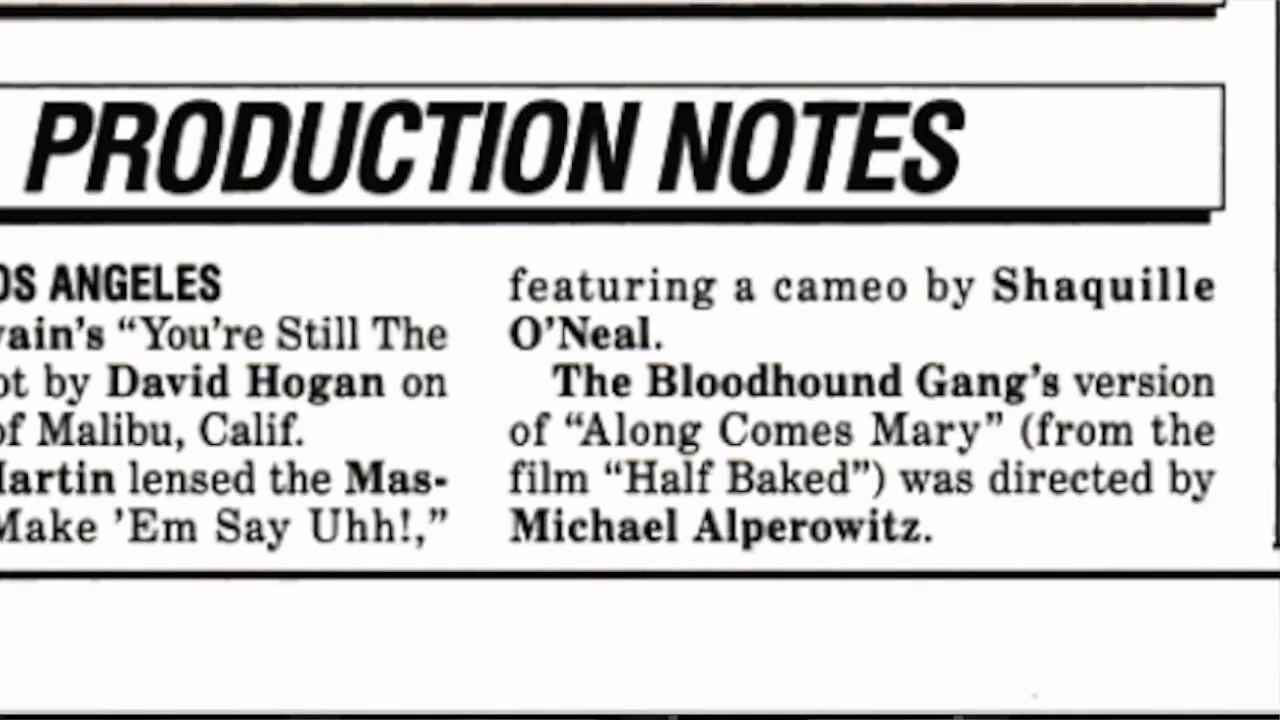 PRODUCTION NOTES
OS ANGELES
ain's “You're Still The
ot by David Hogan on
of Malibu, Calif.
artin lensed the Mas-
Make 'Em Say Uhh!,”
featuring a cameo by Shaquille
O'Neal.
The Bloodhound Gang's version
of “Along Comes Mary” (from the
film “Half Baked”) was directed by
Michael Alperowitz.